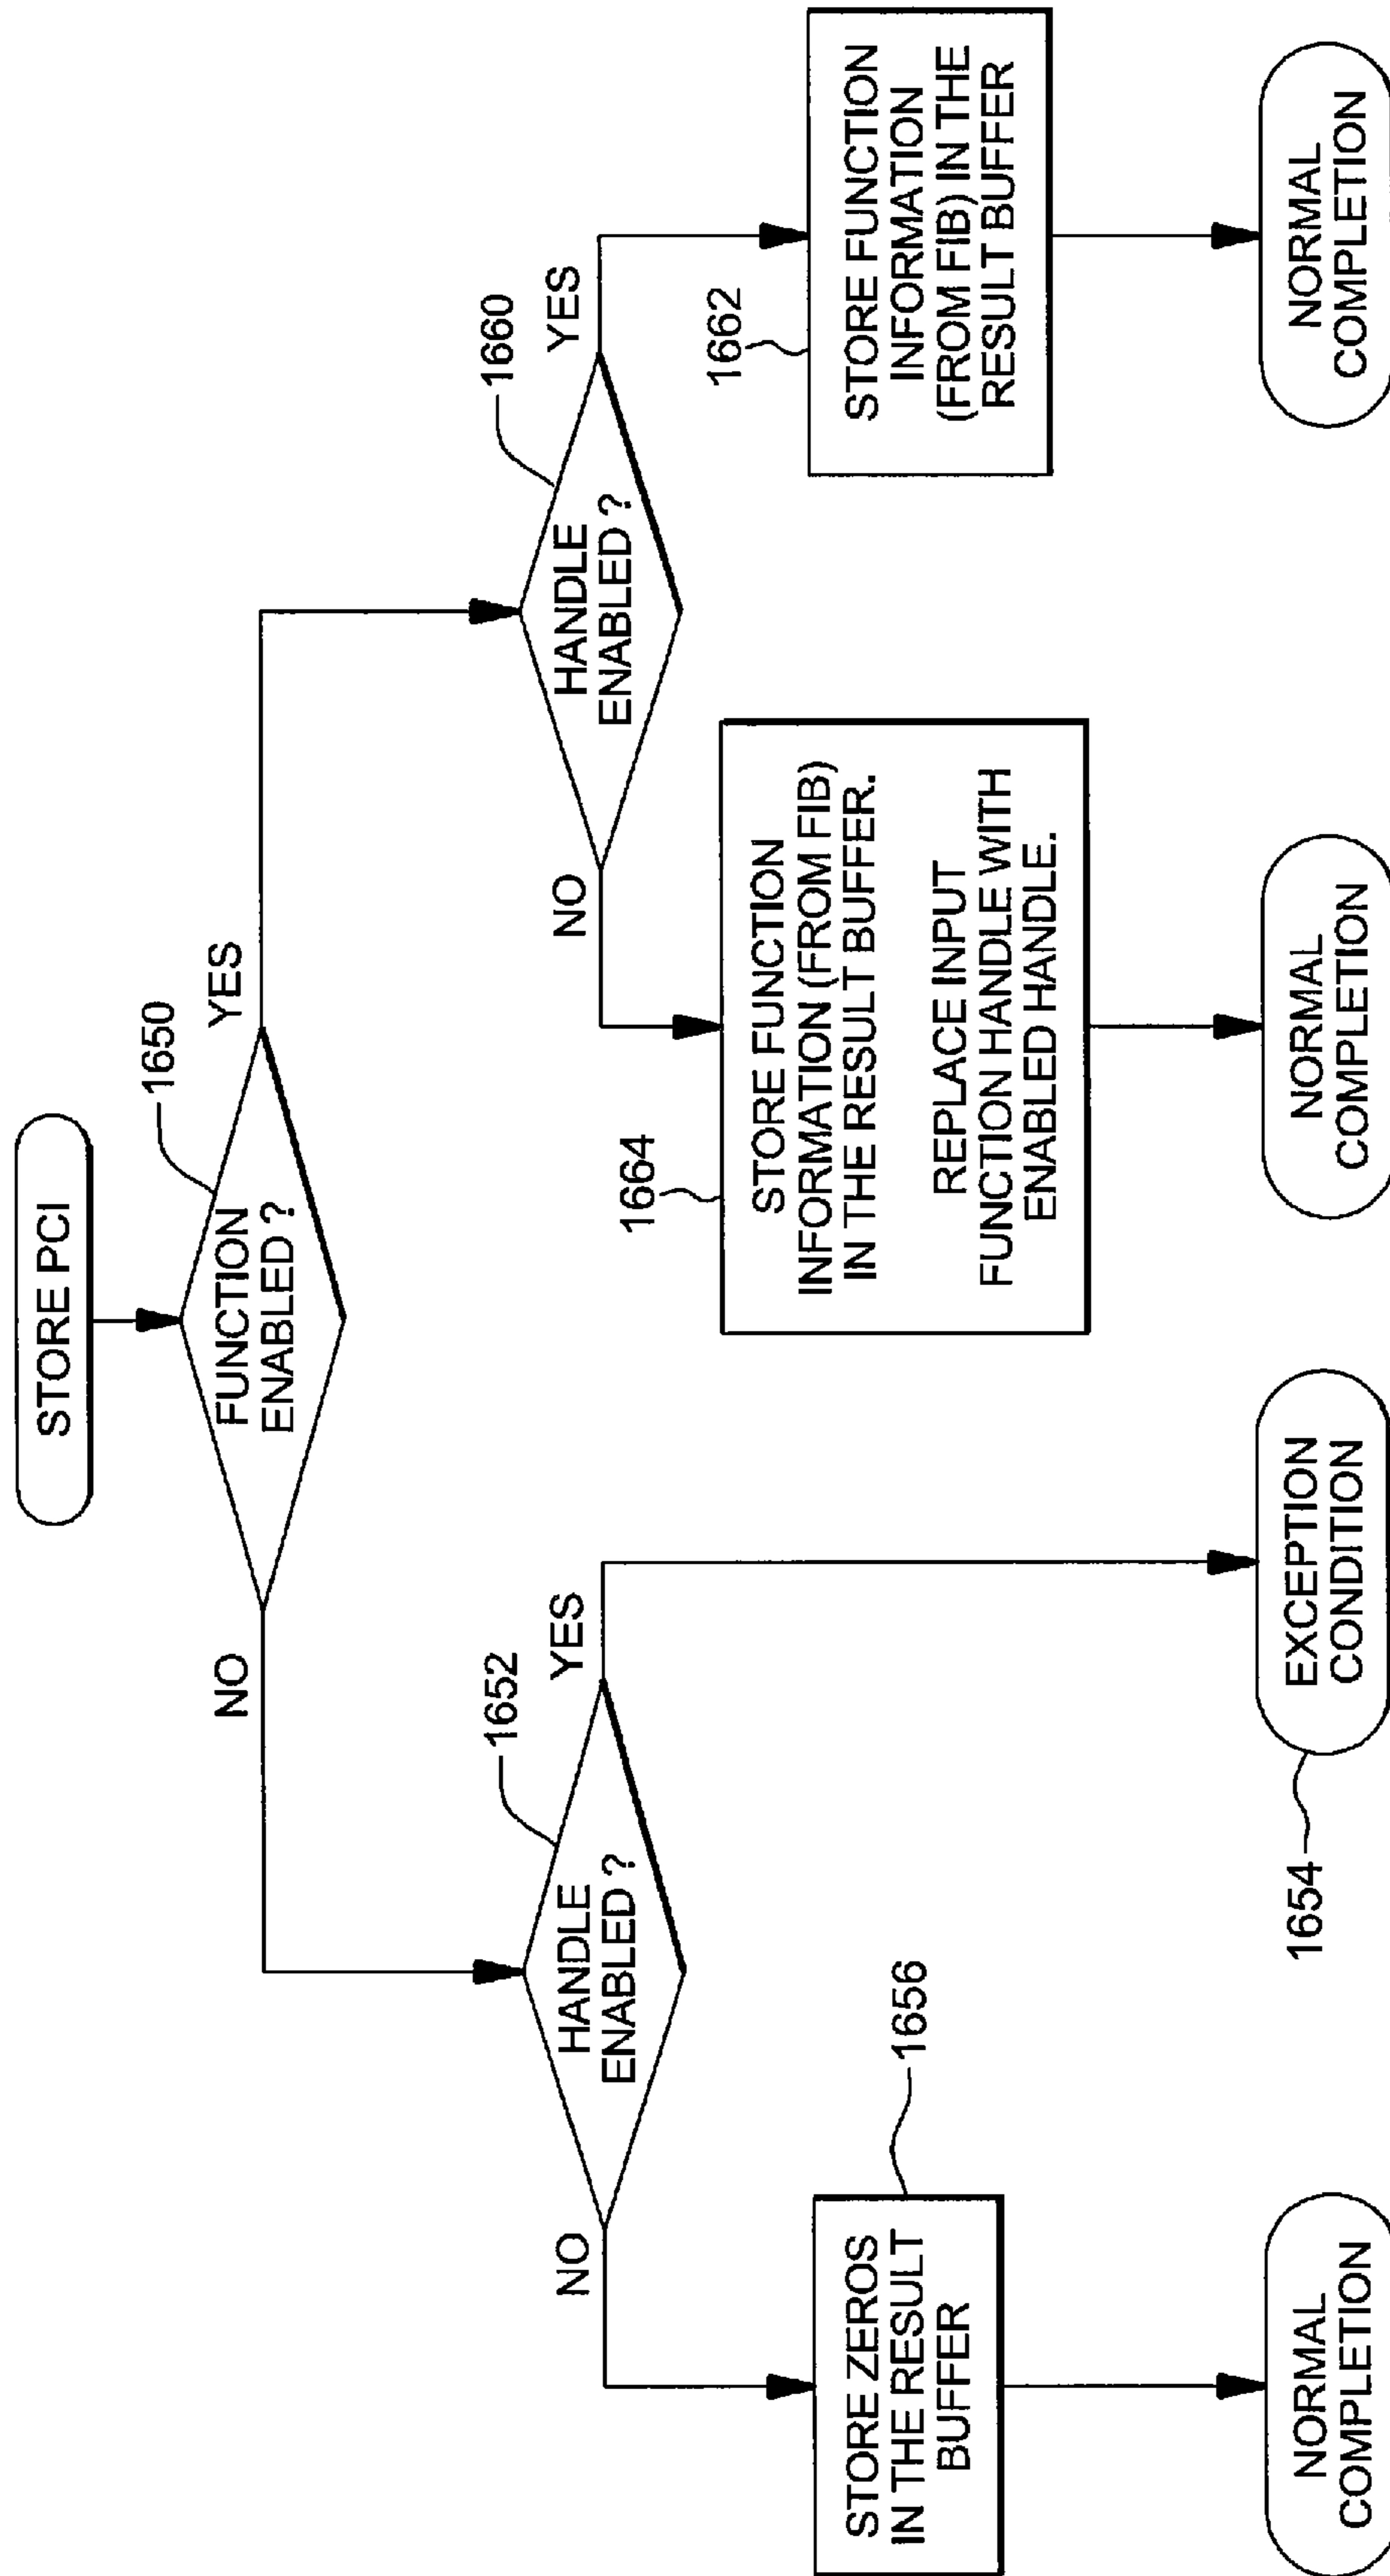 STORE PCI
1650
FUNCTION
ENABLED ?
NO
YES
1652
HANDLE
ENABLED ?
NO
YES
1660
HANDLE
ENABLED ?
NO
YES
1656
STORE ZEROS
IN THE RESULT
BUFFER
1664
STORE FUNCTION
INFORMATION (FROM FIB)
IN THE RESULT BUFFER.
REPLACE INPUT
FUNCTION HANDLE WITH
ENABLED HANDLE.
1662
STORE FUNCTION
INFORMATION
(FROM FIB) IN THE
RESULT BUFFER
NORMAL
COMPLETION
1654
EXCEPTION
CONDITION
NORMAL
COMPLETION
NORMAL
COMPLETION